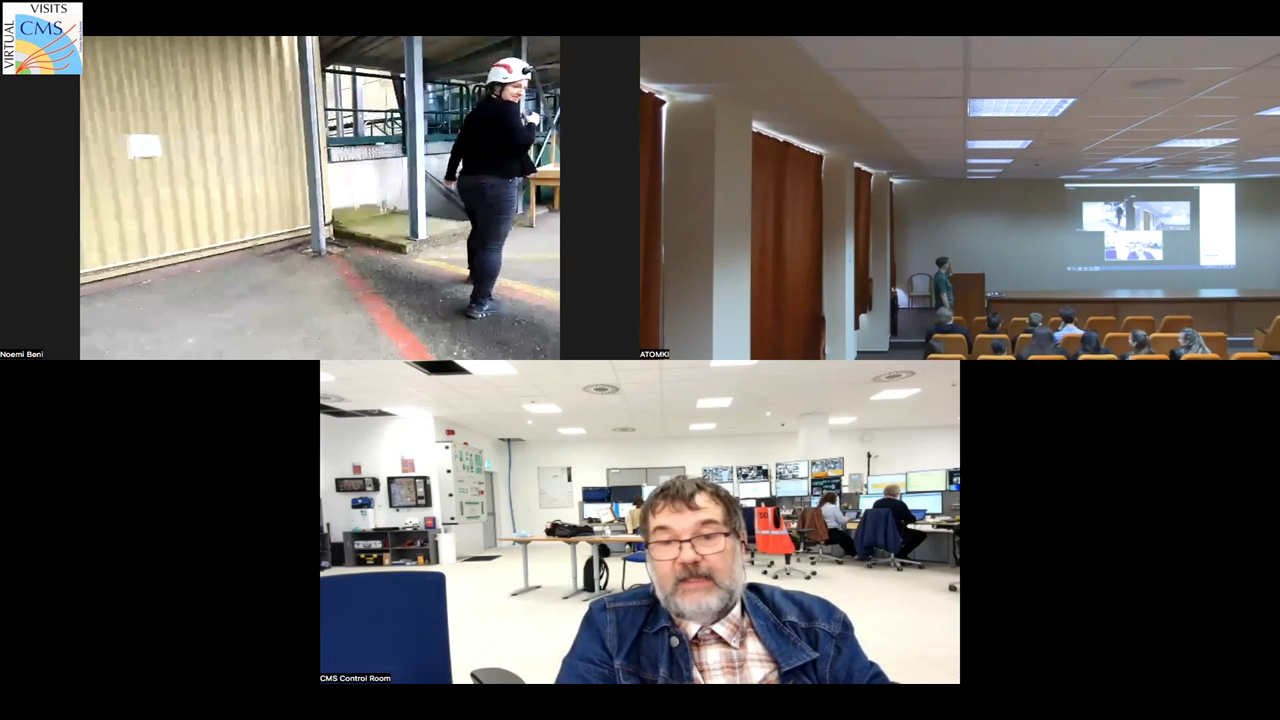 VISITS
CMS
VIRTUAL
Noemi Beni
ATOMKI
CMS Control Room